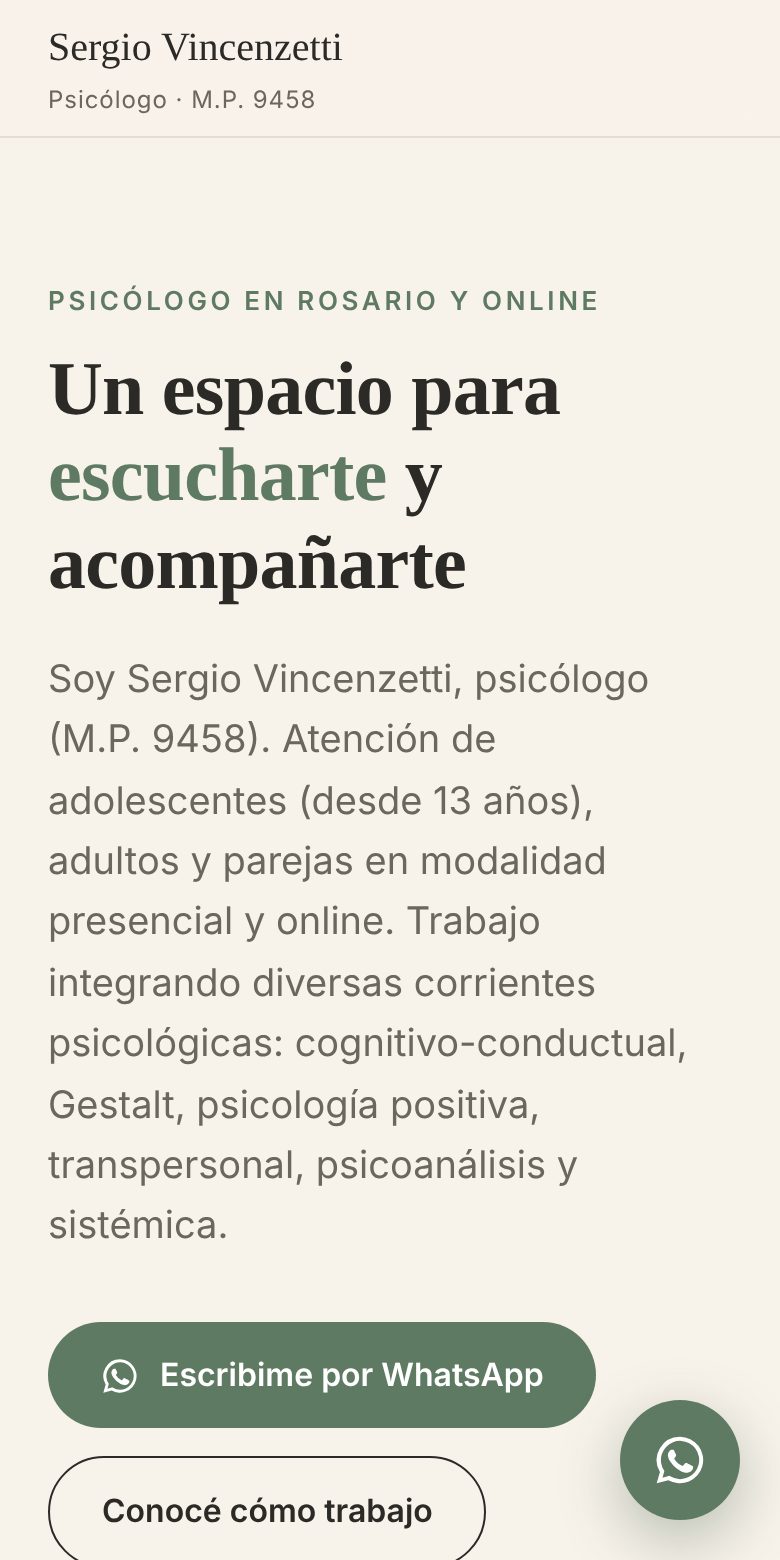 Sergio Vincenzetti
Psicólogo · M.P. 9458
PSICÓLOGO EN ROSARIO Y ONLINE
Un espacio para
escucharte y
acompañarte
Soy Sergio Vincenzetti, psicólogo
(M.P. 9458). Atención de
adolescentes (desde 13 años),
adultos y parejas en modalidad
presencial y online. Trabajo
integrando diversas corrientes
psicológicas: cognitivo-conductual,
Gestalt, psicología positiva,
transpersonal, psicoanálisis y
sistémica.
Escribime por WhatsApp
Conocé cómo trabajo